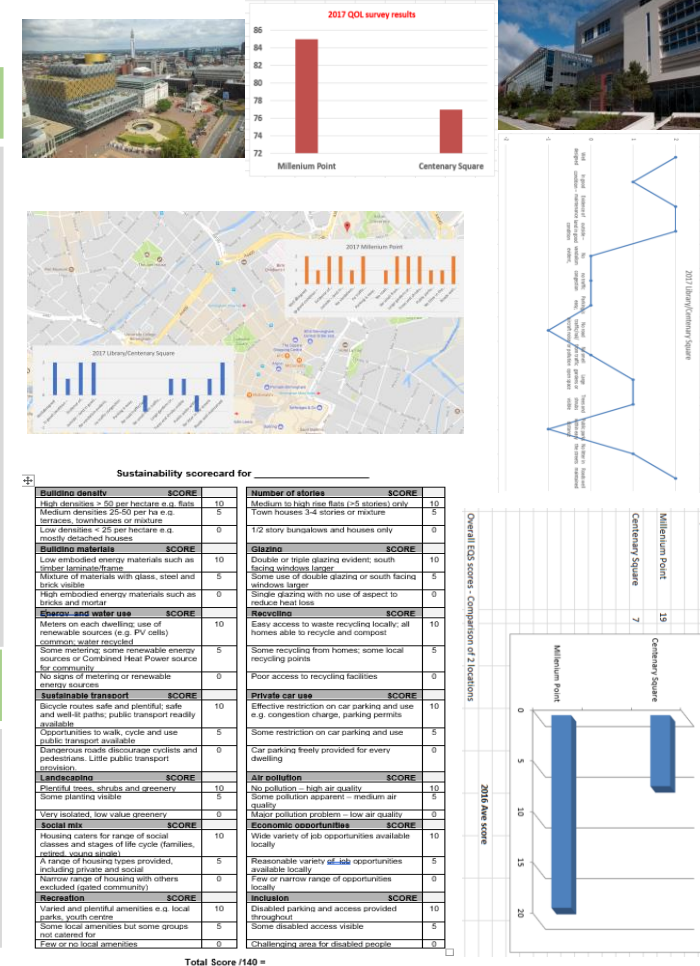 2017 QOL survey results
86
84
82
80
78
76
74
72
Millenium Point
Centenary Square
2017 Library/Centenary Square
2017 Millenium Point
2017 Library/Centenary Square
Sustainability scorecard for
Building density SCORE
High densities > 50 per hectare e.g. flats 10
Medium densities 25-50 per ha e.g. 5
terraces, townhouses or mixture
Low densities < 25 per hectare e.g. 0
mostly detached houses
Building materials SCORE
Low embodied energy materials such as 10
timber laminate/frame
Mixture of materials with glass, steel and 5
brick visible
High embodied energy materials such as 0
bricks and mortar
Energy and water use SCORE
Meters on each dwelling; use of 10
renewable sources (e.g. PV cells)
common; water recycled
Some metering; some renewable energy 5
sources or Combined Heat Power source
for community
No signs of metering or renewable 0
energy sources
Sustainable transport SCORE
Bicycle routes safe and plentiful; safe 10
and well-lit paths; public transport readily
available
Opportunities to walk, cycle and use 5
public transport available
Dangerous roads discourage cyclists and 0
pedestrians. Little public transport
provision.
Landscaping SCORE
Plentiful trees, shrubs and greenery 10
Some planting visible 5
Very isolated, low value greenery 0
Social mix SCORE
Housing caters for range of social 10
classes and stages of life cycle (families,
retired, young single)
A range of housing types provided, 5
including private and social
Narrow range of housing with others 0
excluded (gated community)
Recreation SCORE
Varied and plentiful amenities e.g. local 10
parks, youth centre
Some local amenities but some groups 5
not catered for
Few or no local amenities 0
Number of stories SCORE
Medium to high rise flats (>5 stories) only 10
Town houses 3-4 stories or mixture 5
1/2 story bungalows and houses only 0
Glazing SCORE
Double or triple glazing evident; south 10
facing windows larger
Some use of double glazing or south facing 5
windows larger
Single glazing with no use of aspect to 0
reduce heat loss
Recycling SCORE
Easy access to waste recycling locally; all 10
homes able to recycle and compost
Some recycling from homes; some local 5
recycling points
Poor access to recycling facilities 0
Private car use SCORE
Effective restriction on car parking and use 10
e.g. congestion charge, parking permits
Some restriction on car parking and use 5
Car parking freely provided for every 0
dwelling
Air pollution SCORE
No pollution – high air quality 10
Some pollution apparent – medium air 5
quality
Major pollution problem – low air quality 0
Economic opportunities SCORE
Wide variety of job opportunities available 10
locally
Reasonable variety of job opportunities 5
available locally
Few or narrow range of opportunities 0
locally
Inclusion SCORE
Disabled parking and access provided 10
throughout
Some disabled access visible 5
Challenging area for disabled people 0
Total Score /140 =
Overall EQS scores - Comparison of 2 locations
Millenium Point 19
Centenary Square 7
2016 Ave score
Centenary Square
Millenium Point
0
5
10
15
20